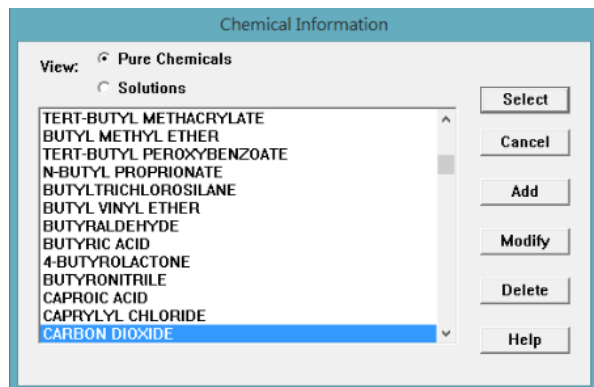 Chemical Information
View:
Pure Chemicals
Solutions
TERT-BUTYL METHACRYLATE
BUTYL METHYL ETHER
TERT-BUTYL PEROXYBENZOATE
N-BUTYL PROPRIONATE
BUTYLTRICHLOROSILANE
BUTYL VINYL ETHER
BUTYRALDEHYDE
BUTYRIC ACID
4-BUTYROLACTONE
BUTYRONITRILE
CAPROIC ACID
CAPRYLYL CHLORIDE
CARBON DIOXIDE
Select
Cancel
Add
Modify
Delete
Help